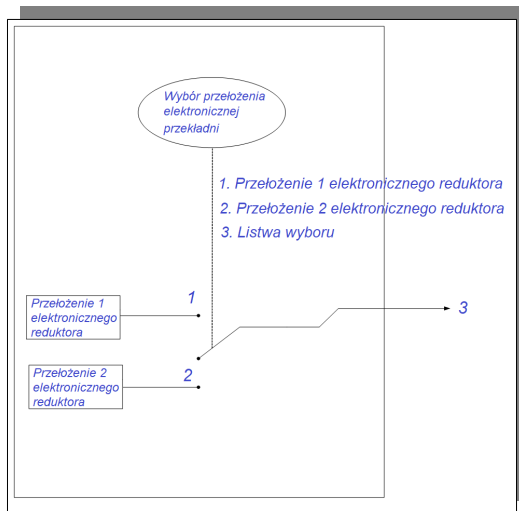 Wybór przełożenia
elektronicznej
przekładni
1. Przełożenie 1 elektronicznego reduktora
2. Przełożenie 2 elektronicznego reduktora
3. Listwa wyboru
1
Przełożenie 1
elektronicznego
reduktora
3
2
Przełożenie 2
elektronicznego
reduktora